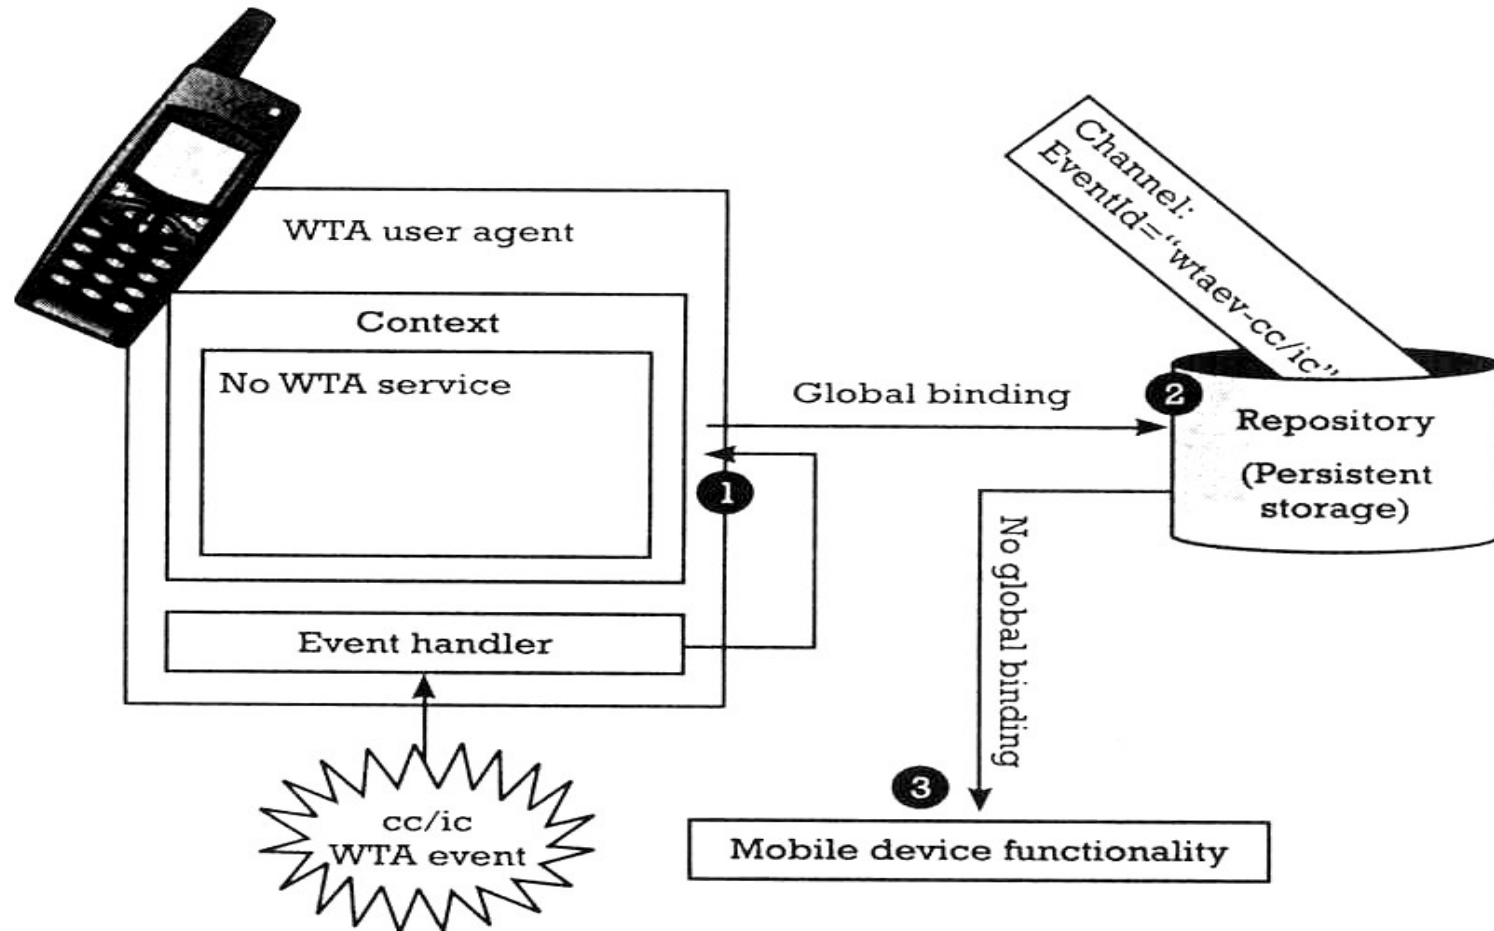 WTA user agent
Context
No WTA service
Global binding
1
2
Channel:
EventId="wtaev-cc/ic"
Repository
(Persistent
storage)
No global binding
Event handler
3
cc/ic
WTA event
Mobile device functionality